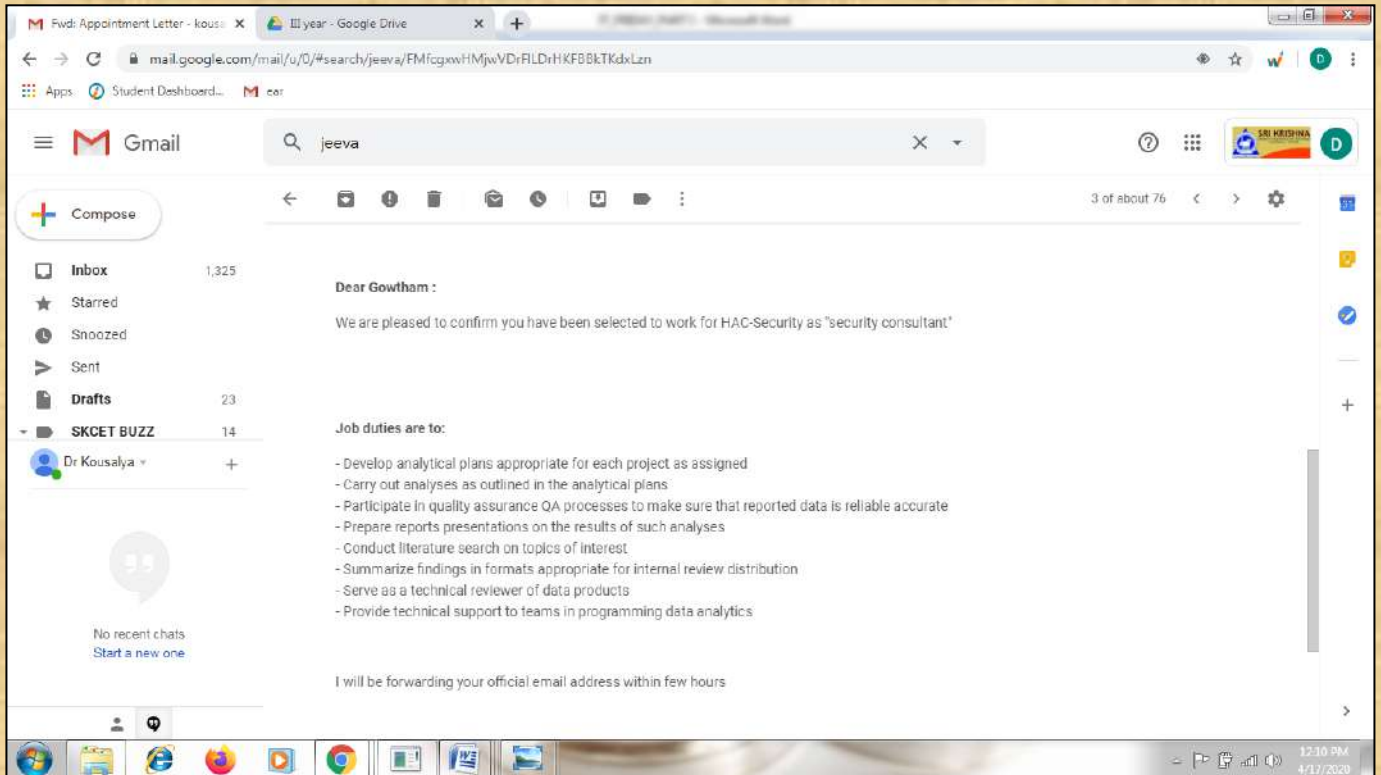 Fwd: Appointment Letter - kousa
III year - Google Drive
mail.google.com/mail/u/0/#search/jeeva/
Apps
Student Dashboard...
ear
Gmail
jeeva
SRI KRISHNA
D
3 of about 76
Compose
Inbox 1,325
Starred
Snoozed
Sent
Drafts 23
SKCET BUZZ 14
Dr Kousalya
No recent chats
Start a new one
Dear Gowtham :
We are pleased to confirm you have been selected to work for HAC-Security as "security consultant"
Job duties are to:
- Develop analytical plans appropriate for each project as assigned
- Carry out analyses as outlined in the analytical plans
- Participate in quality assurance QA processes to make sure that reported data is reliable accurate
- Prepare reports presentations on the results of such analyses
- Conduct literature search on topics of interest
- Summarize findings in formats appropriate for internal review distribution
- Serve as a technical reviewer of data products
- Provide technical support to teams in programming data analytics
I will be forwarding your official email address within few hours
12:10 PM
4/17/2020